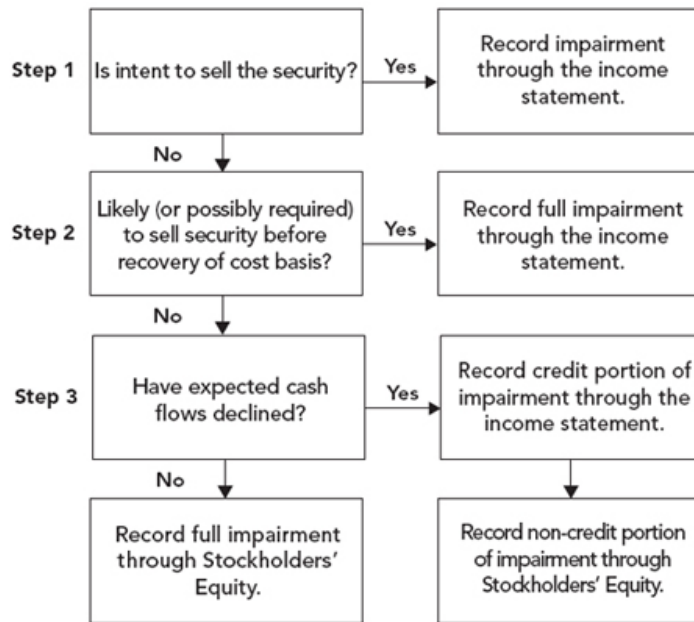 Step 1
Is intent to sell the security?
Yes
Record impairment
through the income
statement.
No
Step 2
Likely (or possibly required)
to sell security before
recovery of cost basis?
Yes
Record full impairment
through the income
statement.
No
Step 3
Have expected cash
flows declined?
Yes
Record credit portion of
impairment through the
income statement.
No
Record full impairment
through Stockholders'
Equity.
Record non-credit portion
of impairment through
Stockholders' Equity.